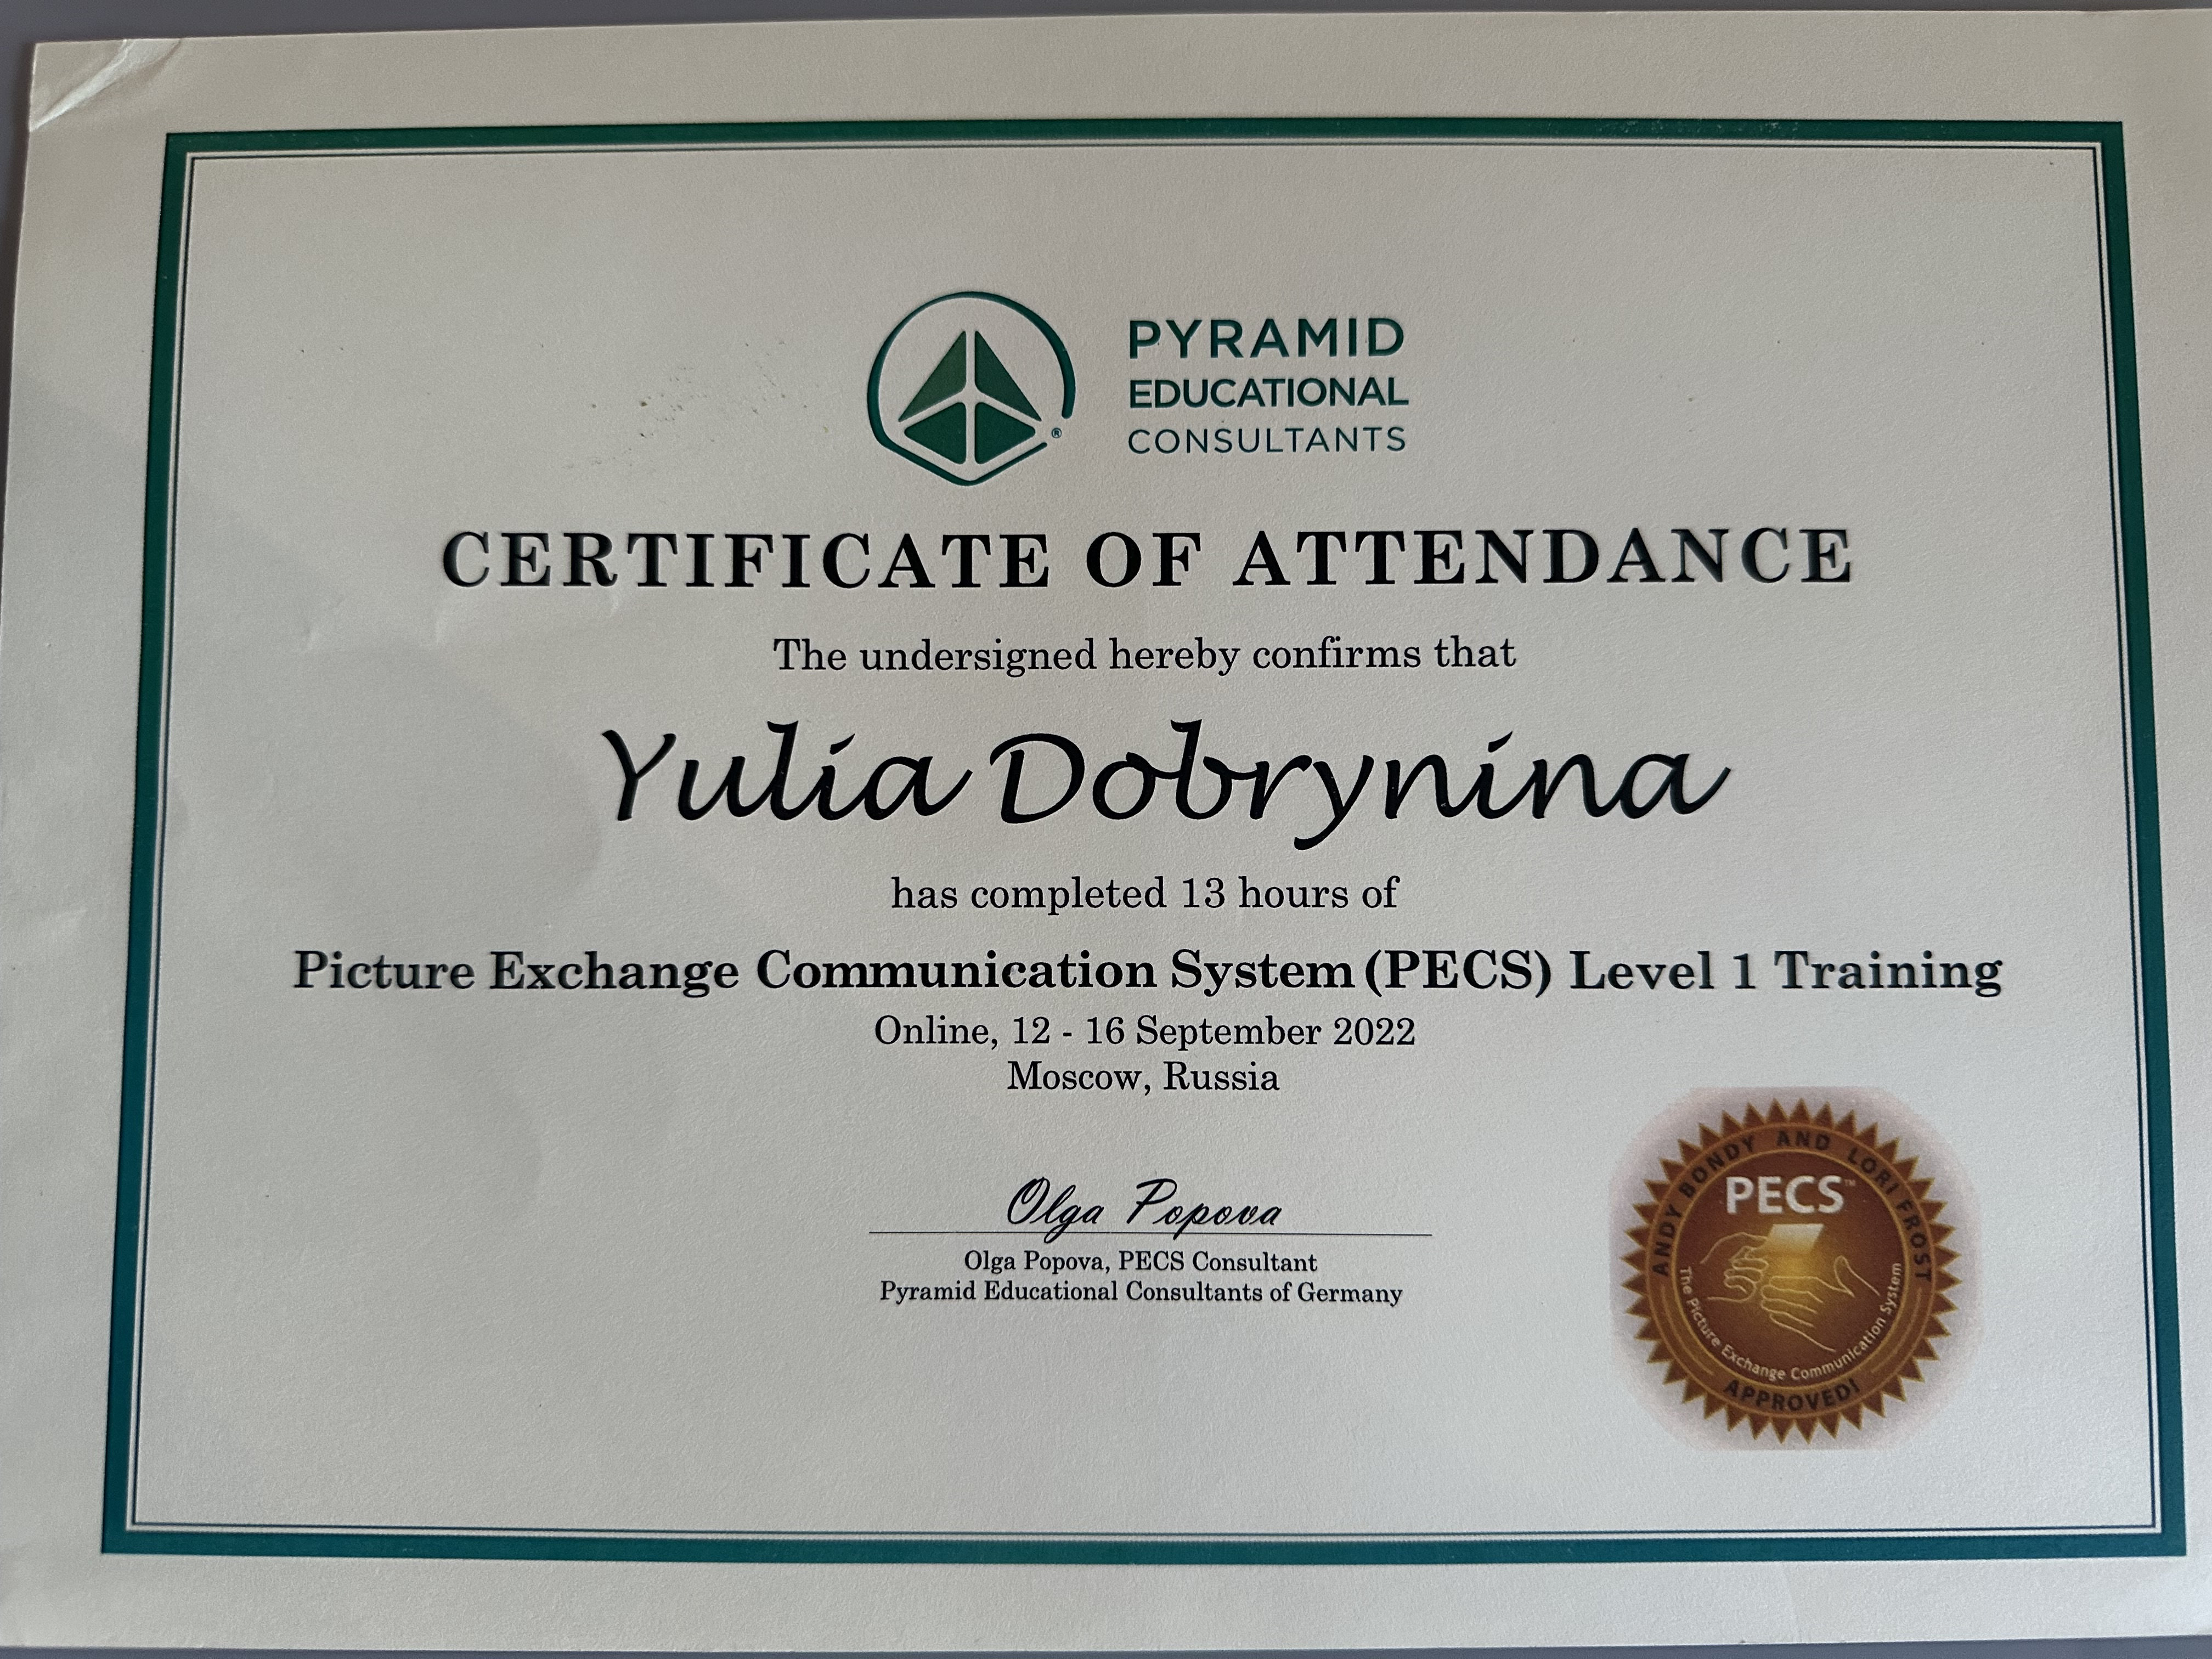 PYRAMID
EDUCATIONAL
CONSULTANTS
®
CERTIFICATE OF ATTENDANCE
The undersigned hereby confirms that
Yulia Dobrynina
has completed 13 hours of
Picture Exchange Communication System (PECS) Level 1 Training
Online, 12 - 16 September 2022
Moscow, Russia
Olga Popova
Olga Popova, PECS Consultant
Pyramid Educational Consultants of Germany
ANDY BONDY AND LORI FROST
PECS™
The Picture Exchange Communication System
APPROVED!